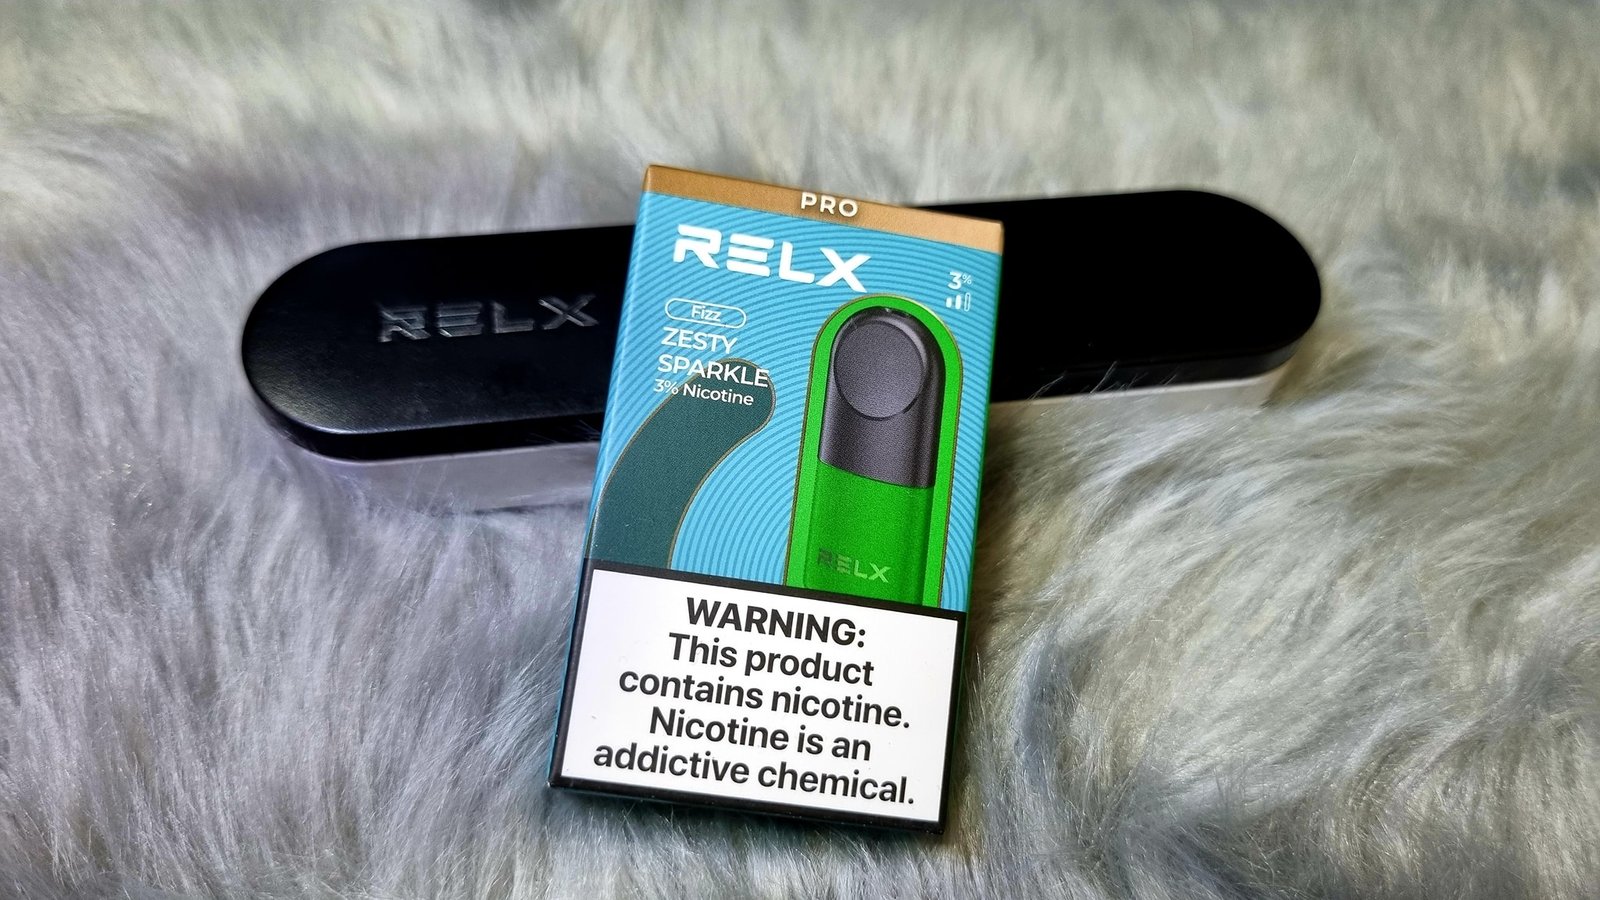 PRO
RELX
3%
Fizz
ZESTY
SPARKLE
3% Nicotine
RELX
WARNING:
This product
contains nicotine.
Nicotine is an
addictive chemical.
RELX